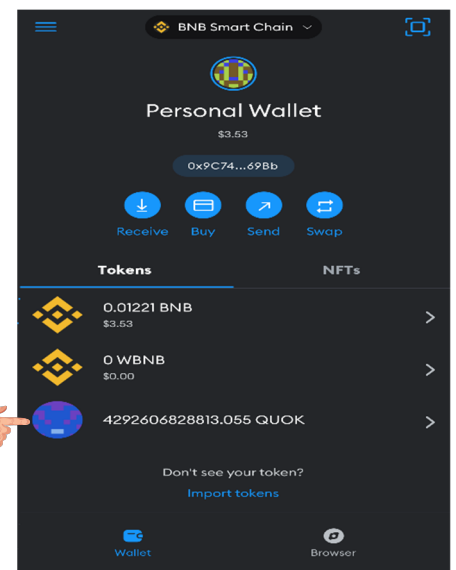 BNB Smart Chain
Personal Wallet
$3.53
0x9C74...69Bb
Receive Buy Send Swap
Tokens NFTs
0.01221 BNB
$3.53
0 WBNB
$0.00
4292606828813.055 QUOK
Don't see your token?
Import tokens
Wallet Browser